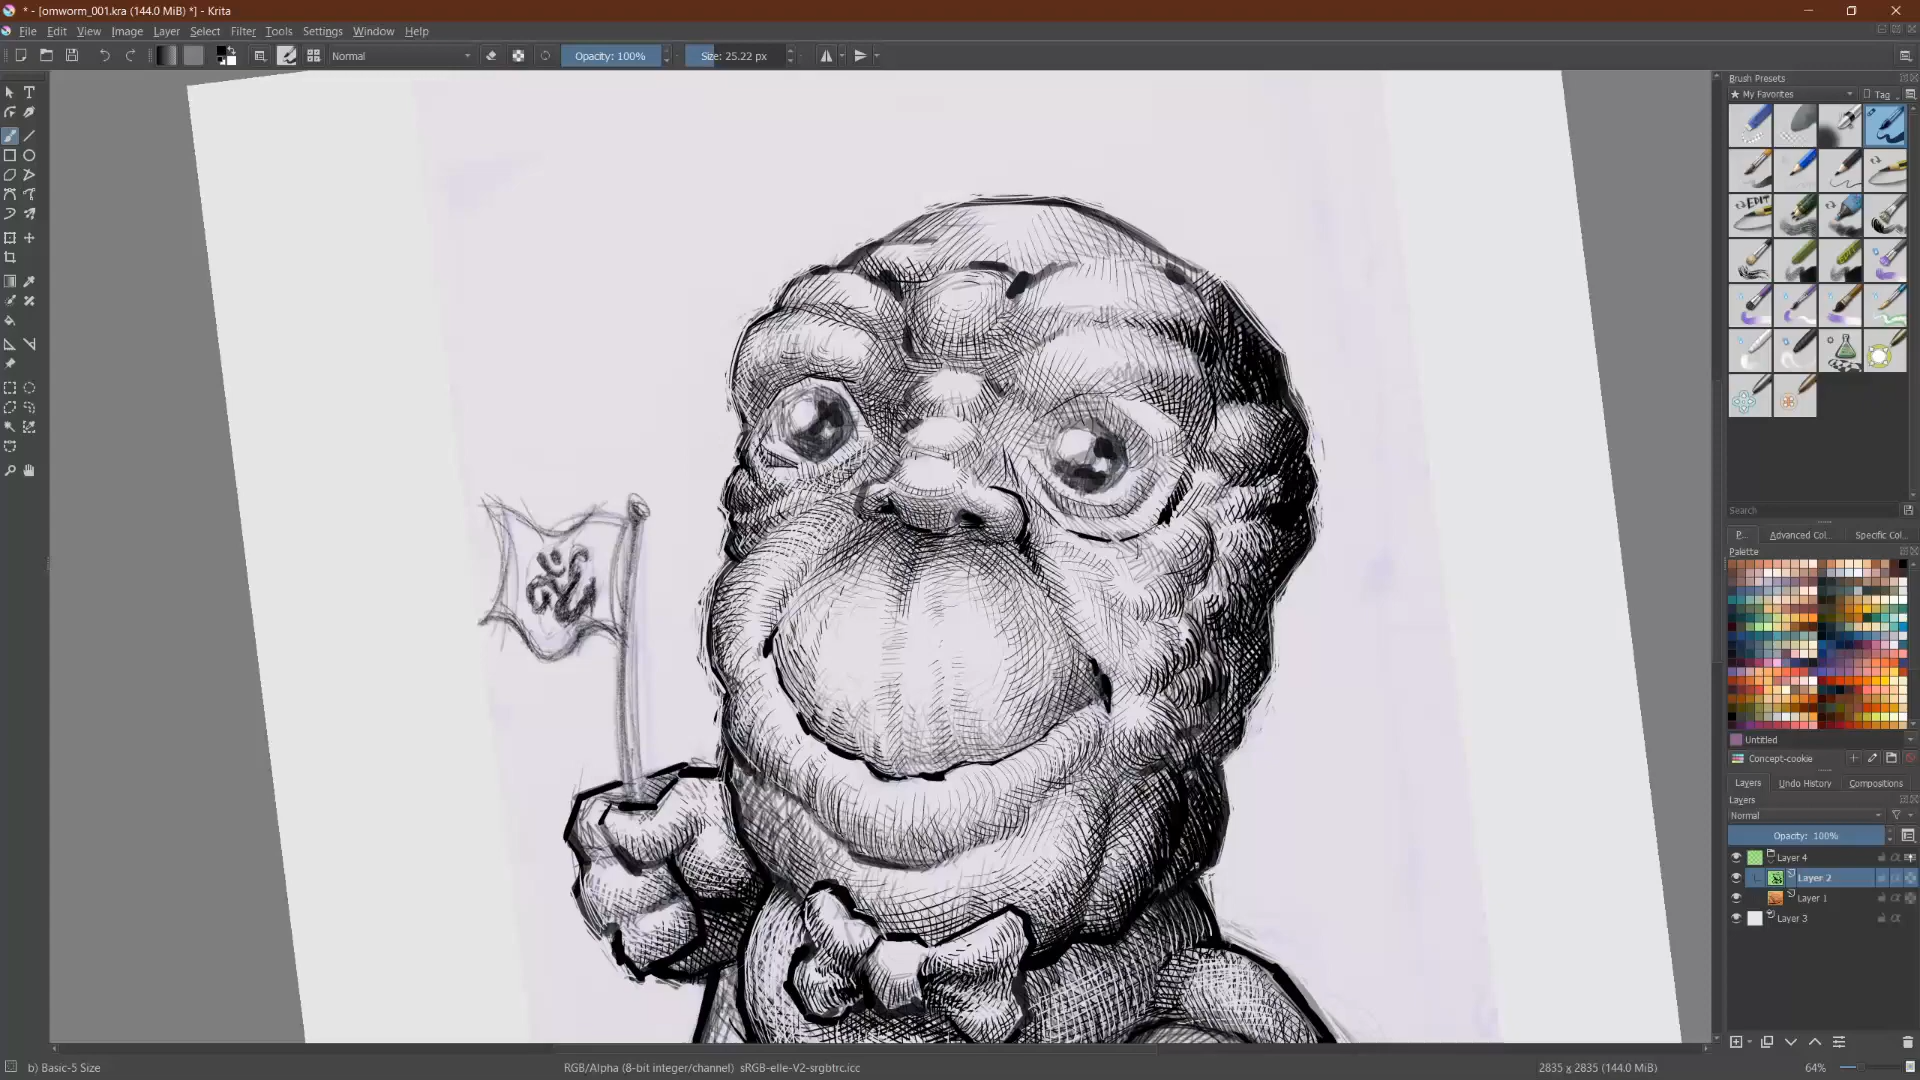 * - [omworm_001.kra (144.0 MiB) *] - Krita
File Edit View Image Layer Select Filter Tools Settings Window Help
Normal Opacity: 100% Size: 25.22 px
Brush Presets
My Favorites Tag
EDIT
Search
P... Advanced Col... Specific Col...
Palette
Untitled
Concept-cookie
Layers Undo History Compositions
Layers
Normal
Opacity: 100%
Layer 4
Layer 2
Layer 1
Layer 3
b) Basic-5 Size RGB/Alpha (8-bit integer/channel) sRGB-elle-V2-srgbtrc.icc 2835 x 2835 (144.0 MiB) 64%